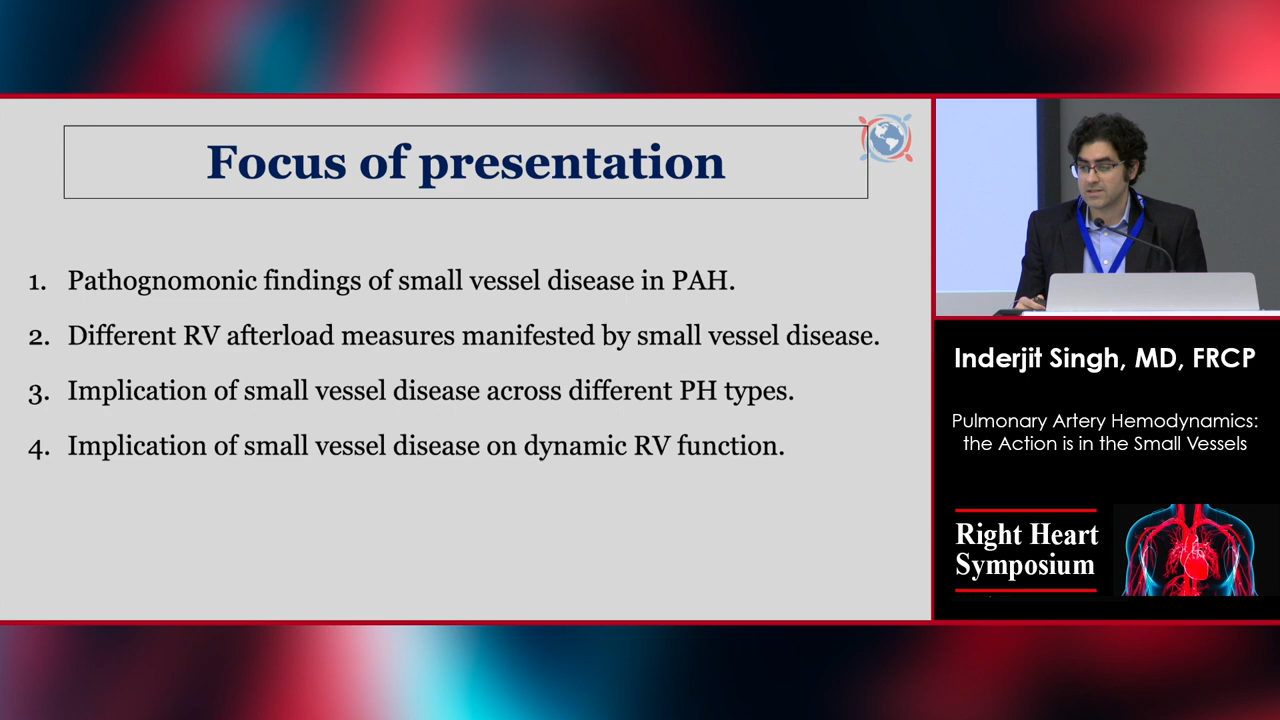 Focus of presentation
1. Pathognomonic findings of small vessel disease in PAH.
2. Different RV afterload measures manifested by small vessel disease.
3. Implication of small vessel disease across different PH types.
4. Implication of small vessel disease on dynamic RV function.
Inderjit Singh, MD, FRCP
Pulmonary Artery Hemodynamics:
the Action is in the Small Vessels
Right Heart
Symposium